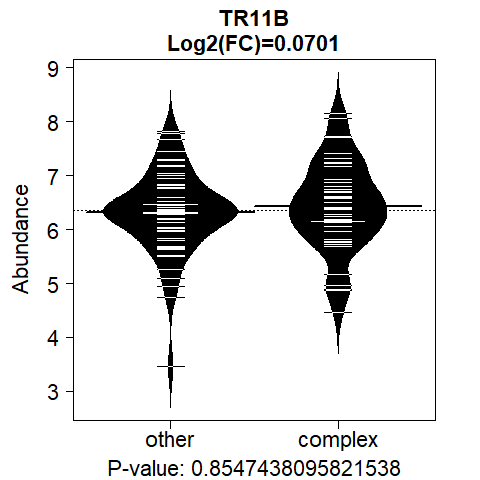 TR11B
Log2(FC)=0.0701
Abundance
9
8
7
6
5
4
3
other complex
P-value: 0.8547438095821538